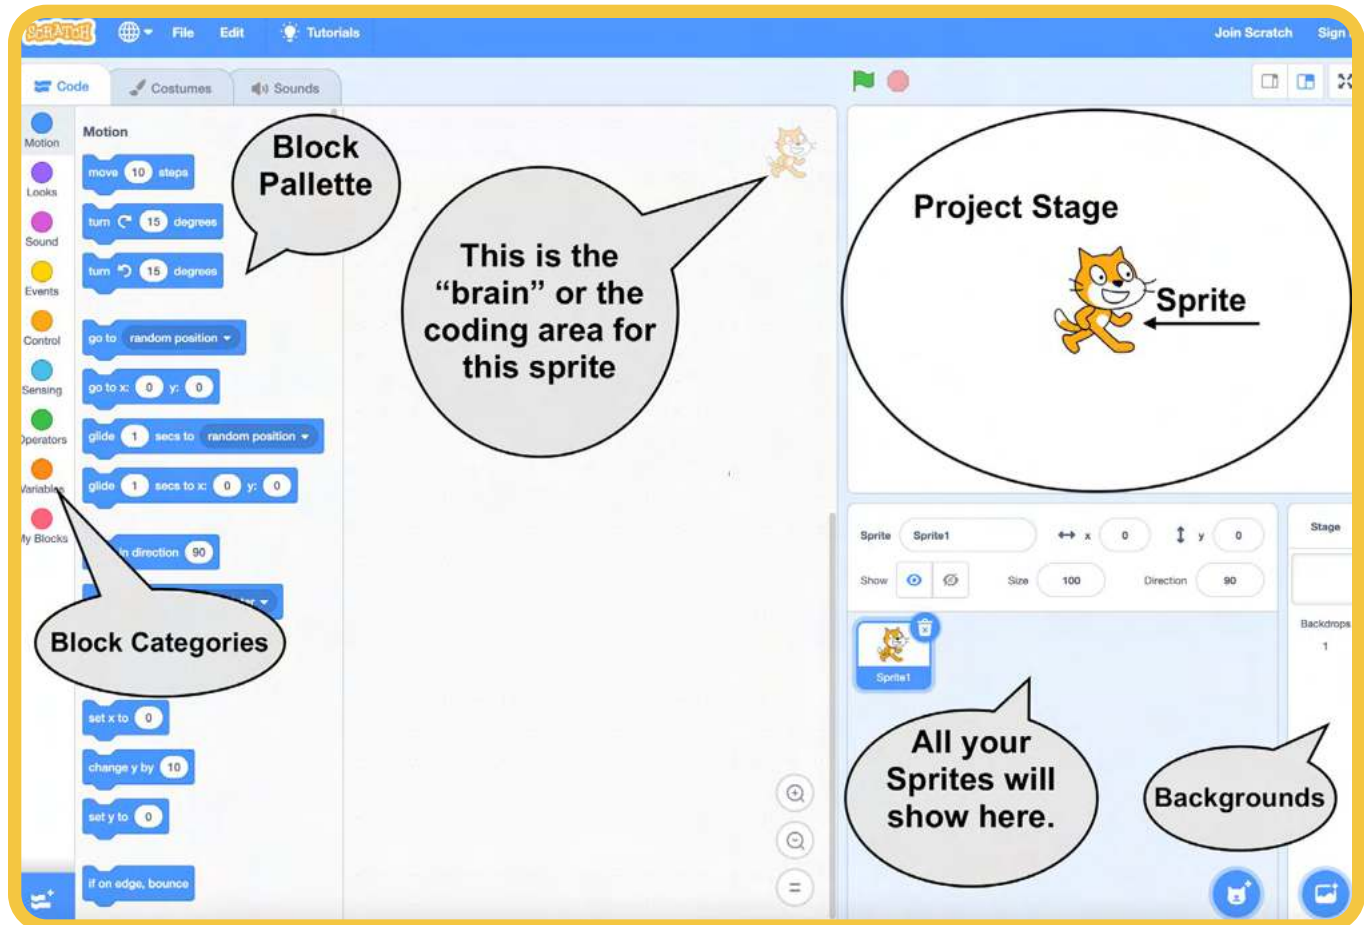 SCRATCH
File
Edit
Tutorials
Join Scratch
Sign
Code
Costumes
Sounds
Motion
Looks
Sound
Events
Control
Sensing
Operators
Variables
My Blocks
Motion
move 10 steps
turn 15 degrees
turn 15 degrees
go to random position
go to x: 0 y: 0
glide 1 secs to random position
glide 1 secs to x: 0 y: 0
in direction 90
set x to 0
change y by 10
set y to 0
if on edge, bounce
Block
Pallette
Block Categories
This is the
“brain” or the
coding area for
this sprite
Project Stage
Sprite
Sprite Sprite1 x 0 y 0
Show Size 100 Direction 90
Sprite1
All your
Sprites will
show here.
Stage
Backdrops
1
Backgrounds